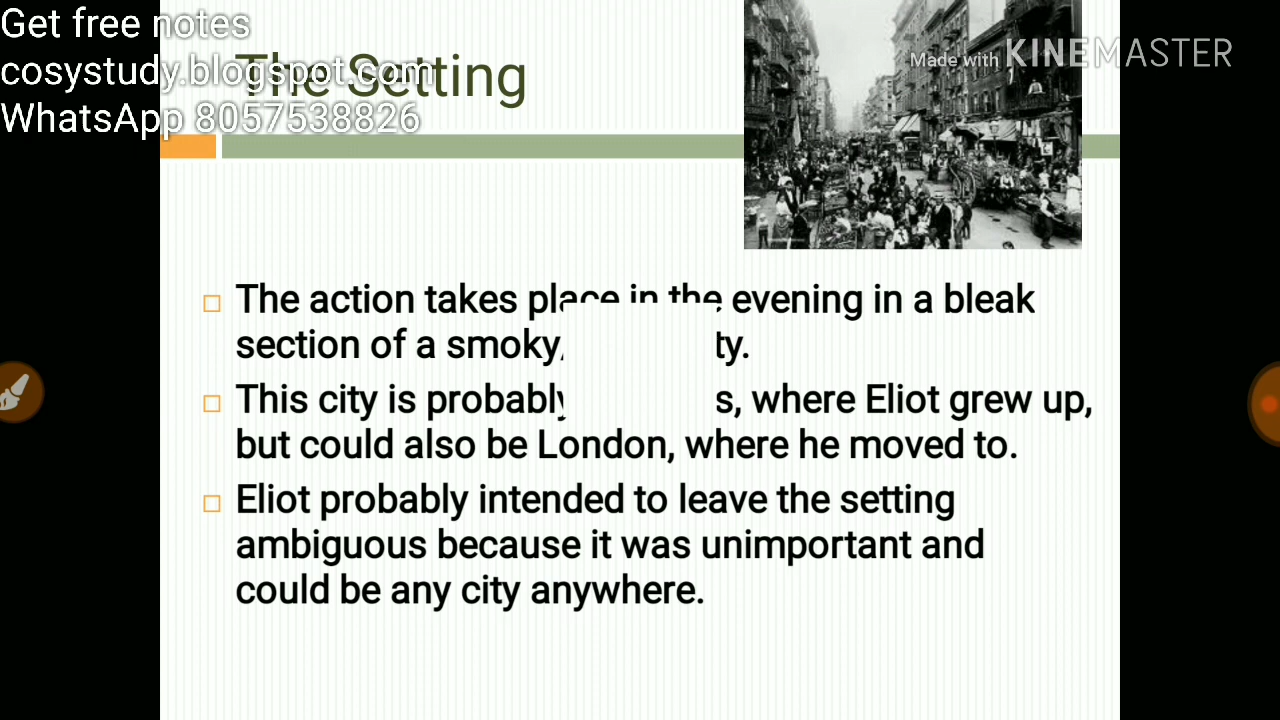 Get free notes
cosystudy.blogspot.com
WhatsApp 8057538826
The Setting
Made with KINEMASTER
The action takes place in the evening in a bleak
section of a smoky, ty.
This city is probably s, where Eliot grew up,
but could also be London, where he moved to.
Eliot probably intended to leave the setting
ambiguous because it was unimportant and
could be any city anywhere.